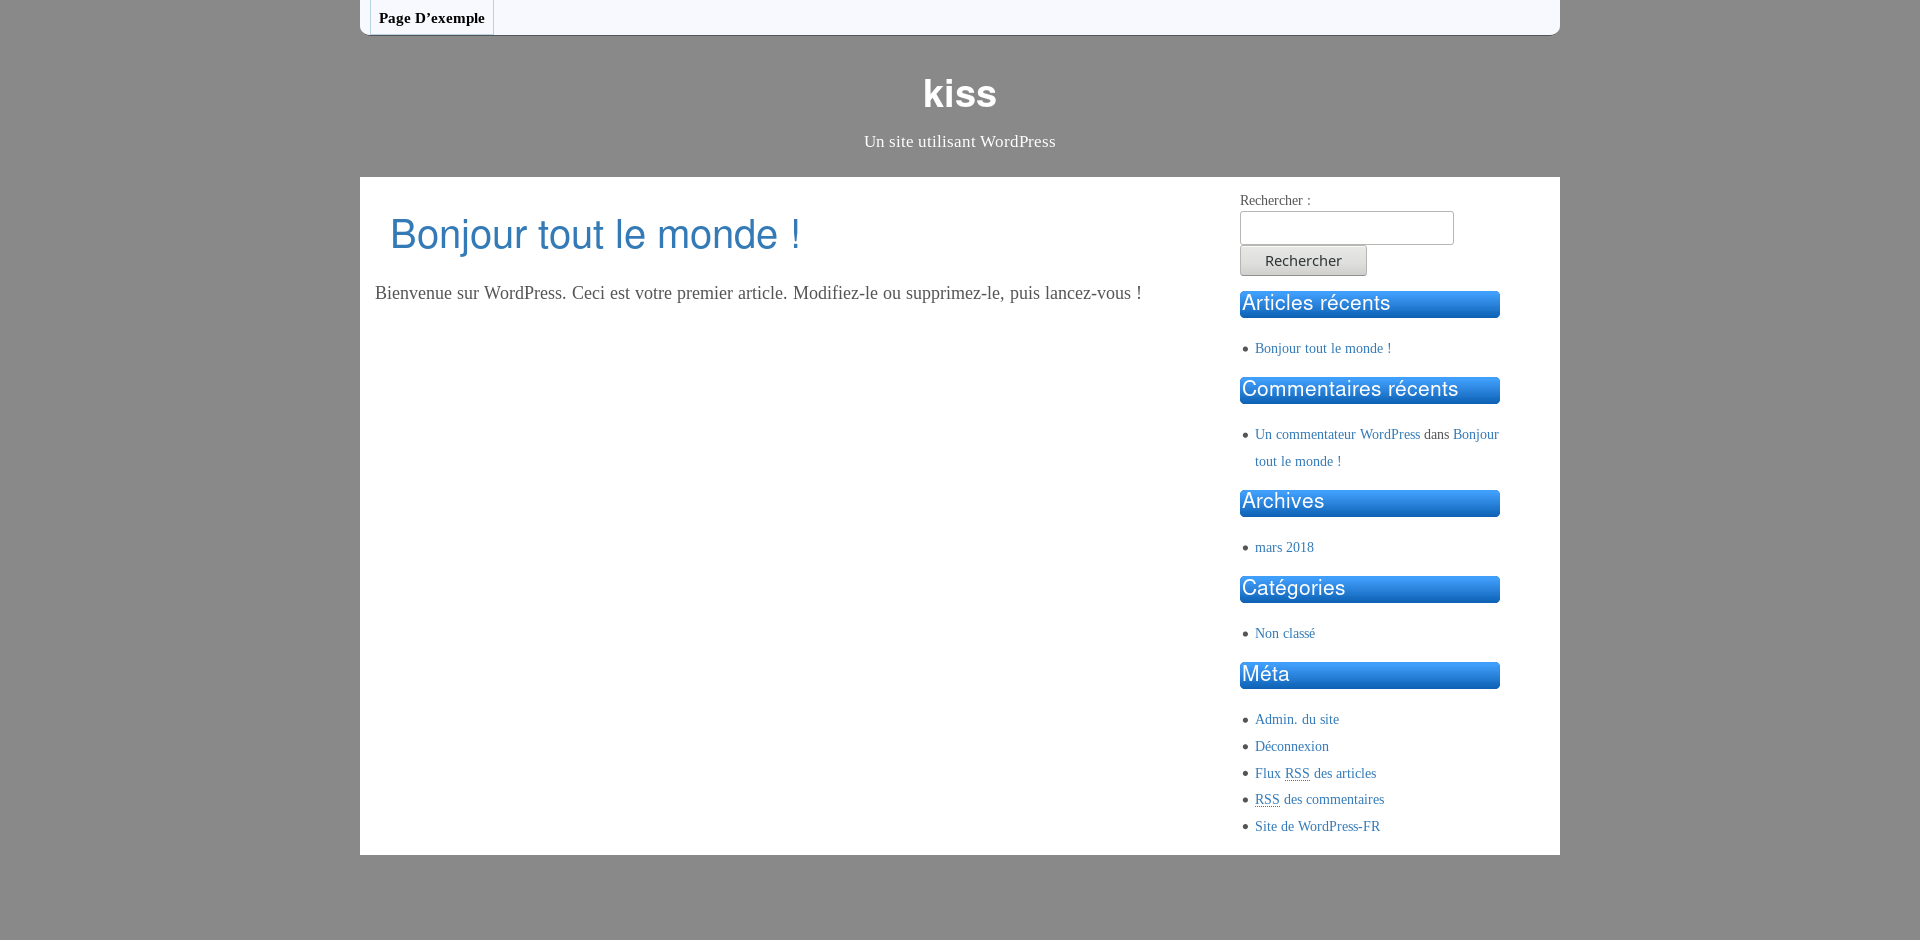 Page D’exemple
kiss
Un site utilisant WordPress
Bonjour tout le monde !
Bienvenue sur WordPress. Ceci est votre premier article. Modifiez-le ou supprimez-le, puis lancez-vous !
Rechercher :
Rechercher
Articles récents
Bonjour tout le monde !
Commentaires récents
Un commentateur WordPress dans Bonjour
tout le monde !
Archives
mars 2018
Catégories
Non classé
Méta
Admin. du site
Déconnexion
Flux RSS des articles
RSS des commentaires
Site de WordPress-FR